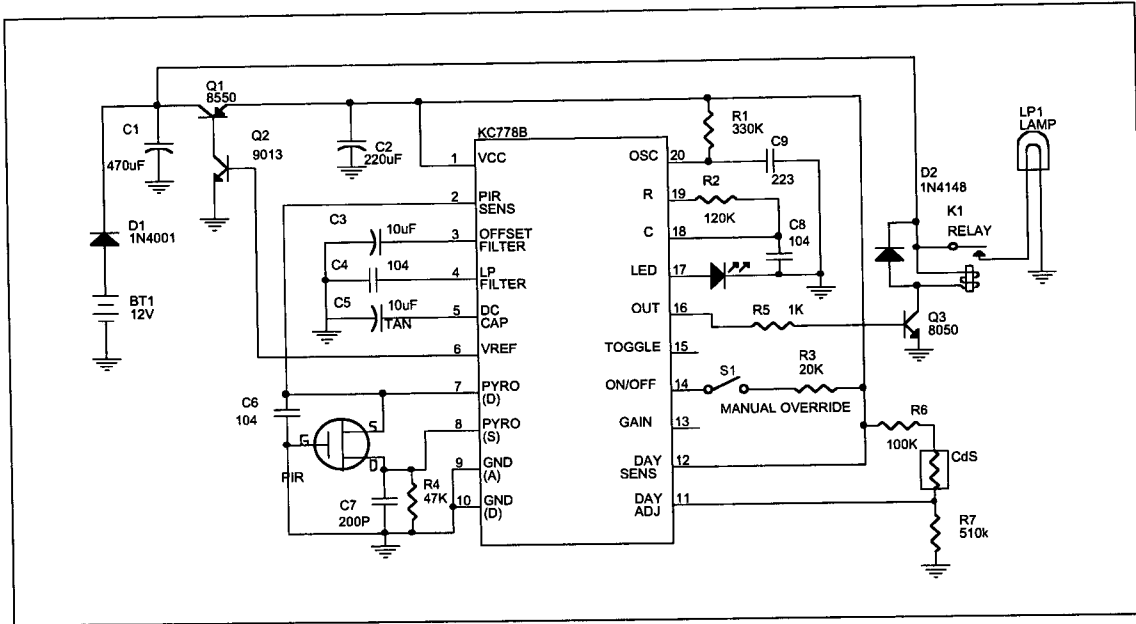 Q1
8550
C1
470uF
Q2
9013
C2
220uF
D1
1N4001
BT1
12V
KC778B
1
VCC
2
PIR
SENS
3
OFFSET
FILTER
4
LP
FILTER
5
DC
CAP
6
VREF
7
PYRO
(D)
8
PYRO
(S)
9
GND
(A)
10
GND
(D)
C3
10uF
C4
104
C5
10uF
TAN
C6
104
G
S
D
PIR
C7
200P
R4
47K
OSC
20
R
19
C
18
LED
17
OUT
16
TOGGLE
15
ON/OFF
14
GAIN
13
DAY
SENS
12
DAY
ADJ
11
R1
330K
C9
223
R2
120K
C8
104
R5
1K
S1
MANUAL OVERRIDE
R3
20K
R6
100K
CdS
R7
510k
D2
1N4148
K1
RELAY
LP1
LAMP
Q3
8050